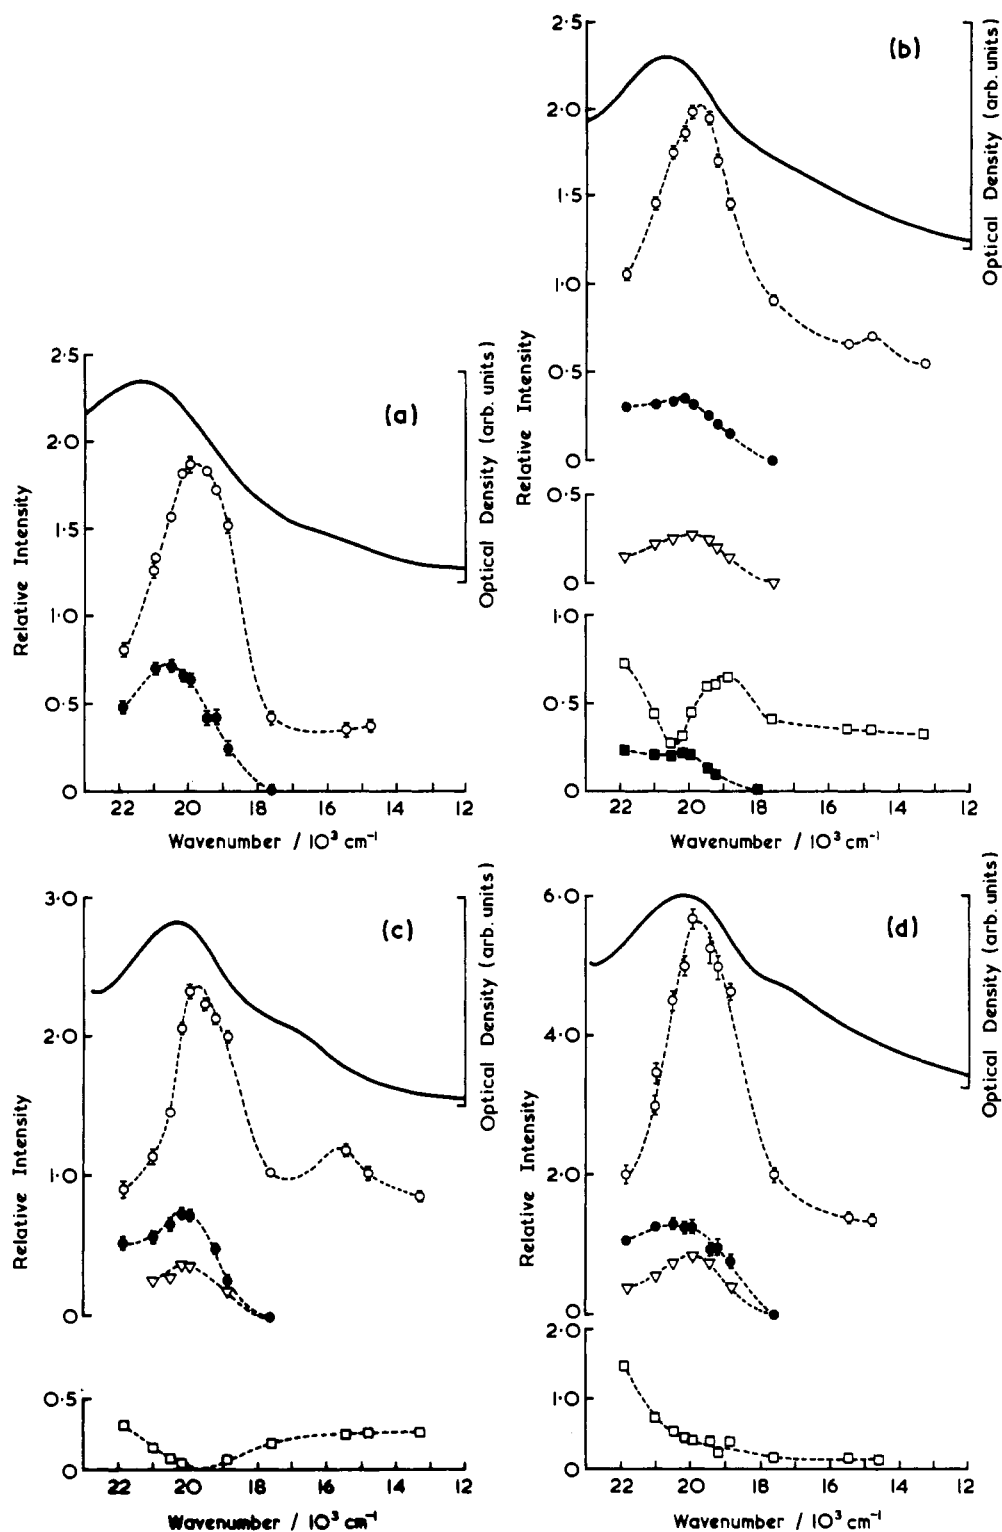 (a)
2·5
2·0
1·5
1·0
0·5
0
Relative Intensity
Optical Density (arb. units)
22 20 18 16 14 12
Wavenumber / 10³ cm⁻¹
(b)
2·5
2·0
1·5
1·0
0·5
0
0·5
0
1·0
0·5
0
Relative Intensity
Optical Density (arb. units)
22 20 18 16 14 12
Wavenumber / 10³ cm⁻¹
(c)
3·0
2·0
1·0
0
0·5
0
Relative Intensity
Optical Density (arb. units)
22 20 18 16 14 12
Wavenumber / 10³ cm⁻¹
(d)
6·0
4·0
2·0
0
2·0
1·0
0
Relative Intensity
Optical Density (arb. units)
22 20 18 16 14 12
Wavenumber / 10³ cm⁻¹